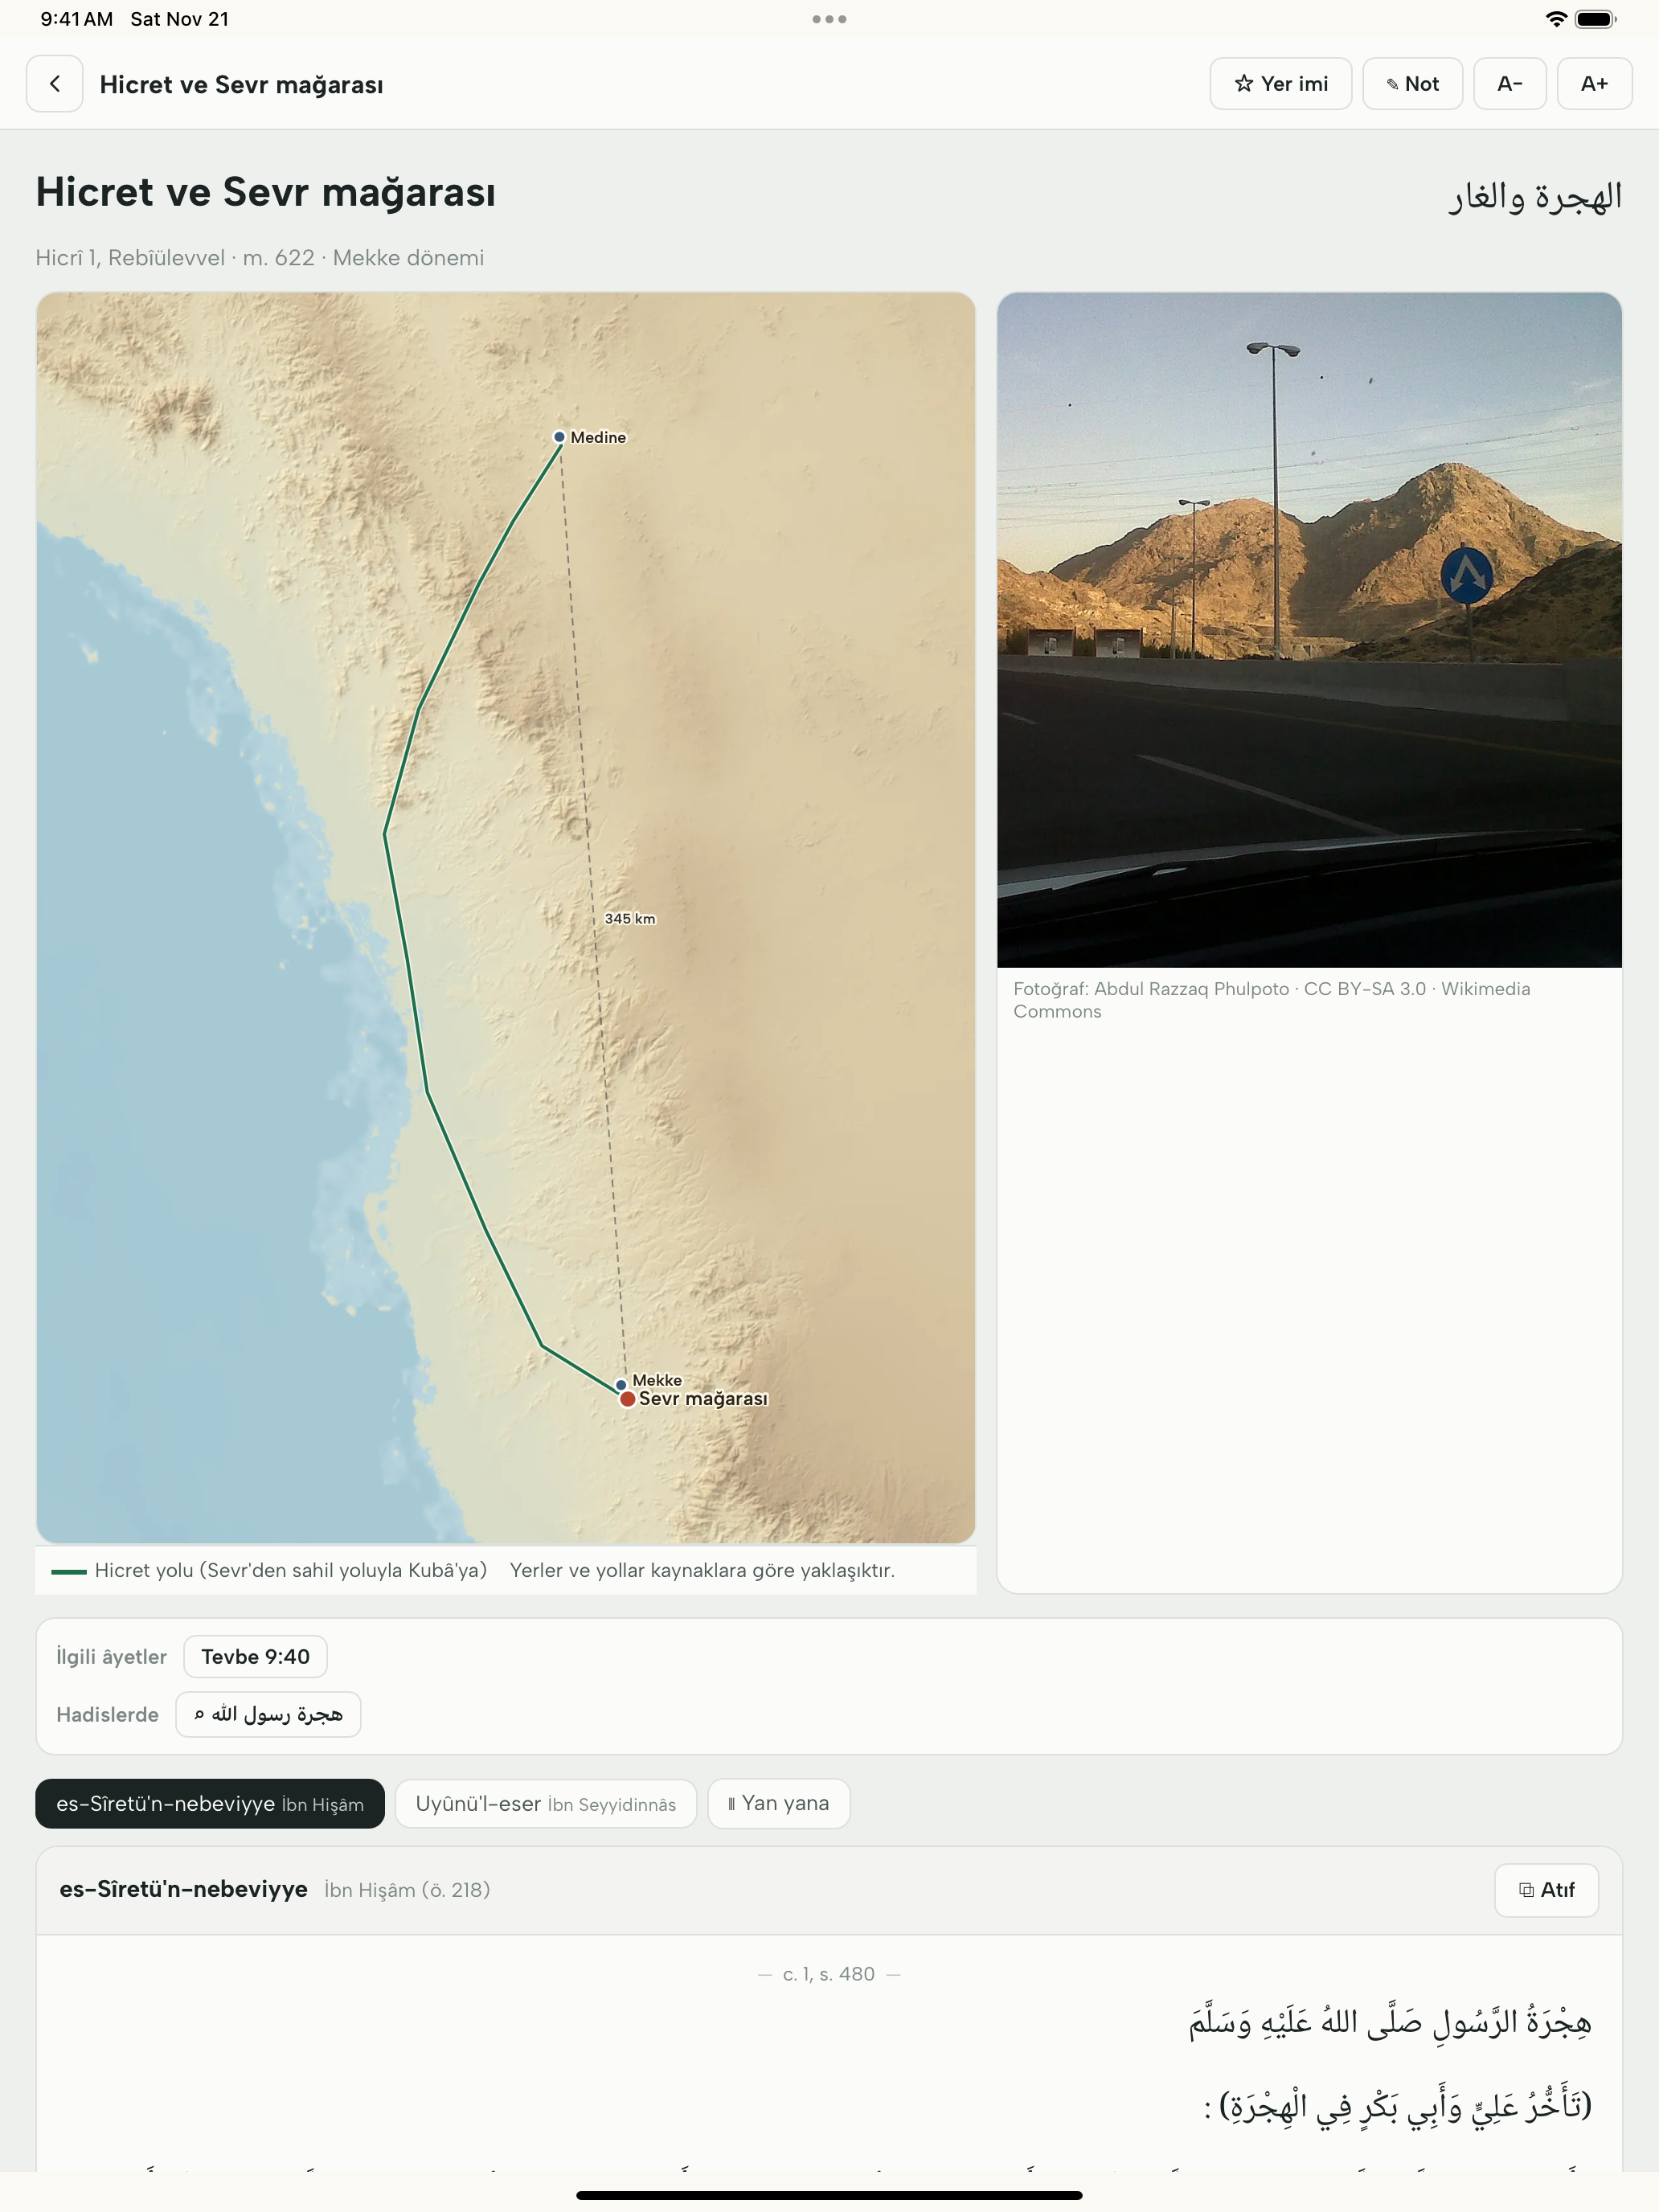 9:41 AM Sat Nov 21
Hicret ve Sevr mağarası
☆ Yer imi
✎ Not
A-
A+
Hicret ve Sevr mağarası
الهجرة والغار
Hicrî 1, Rebîülevvel · m. 622 · Mekke dönemi
Medine
345 km
Mekke
Sevr mağarası
Hicret yolu (Sevr'den sahil yoluyla Kubâ'ya) Yerler ve yollar kaynaklara göre yaklaşıktır.
Fotoğraf: Abdul Razzaq Phulpoto · CC BY-SA 3.0 · Wikimedia
Commons
İlgili âyetler Tevbe 9:40
Hadislerde هجرة رسول الله
es-Sîretü'n-nebeviyye İbn Hişâm
Uyûnü'l-eser İbn Seyyidinnâs
Yan yana
es-Sîretü'n-nebeviyye İbn Hişâm (ö. 218)
Atıf
— c. 1, s. 480 —
هِجْرَةُ الرَّسُولِ صَلَّى اللهُ عَلَيْهِ وَسَلَّمَ
(تَأَخُّرُ عَلِيٍّ وَأَبِي بَكْرٍ فِي الْهِجْرَةِ) :